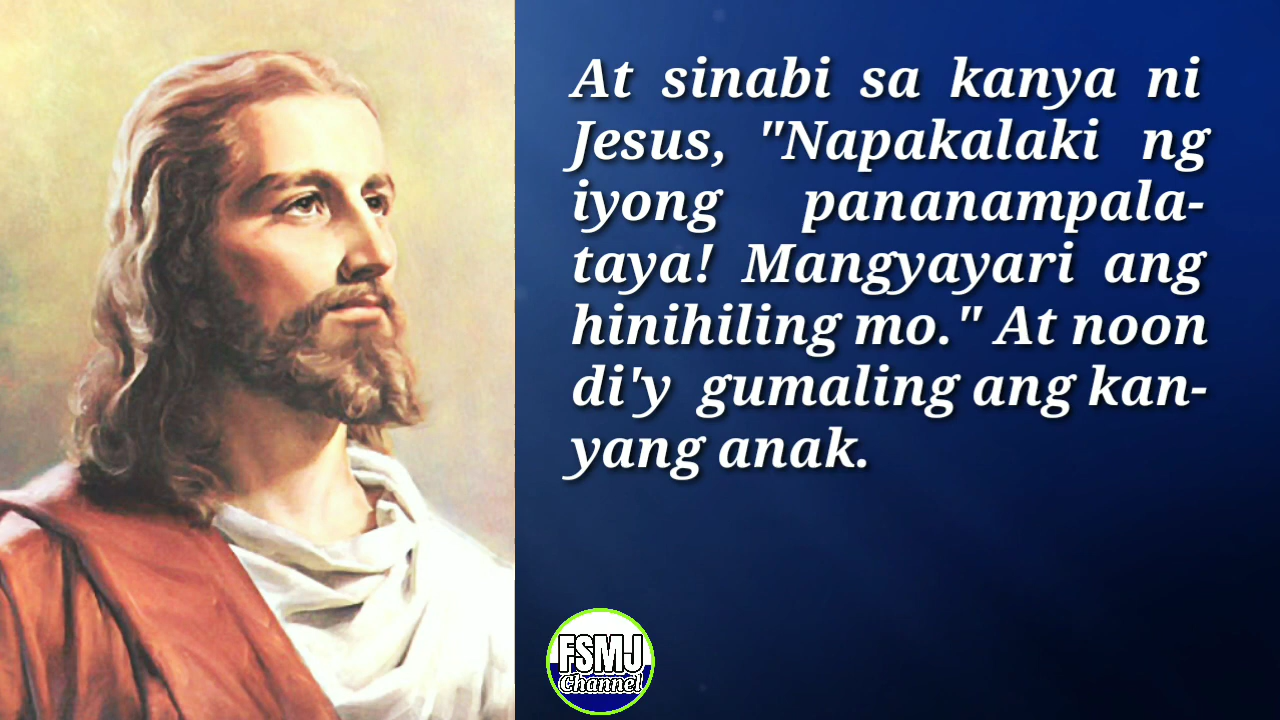 At sinabi sa kanya ni
Jesus, "Napakalaki ng
iyong pananampala-
taya! Mangyayari ang
hinihiling mo." At noon
di'y gumaling ang kan-
yang anak.
FSMJ
Channel